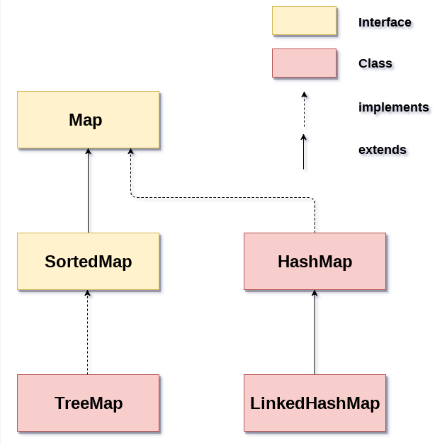 Interface
Class
implements
extends
Map
SortedMap
HashMap
TreeMap
LinkedHashMap